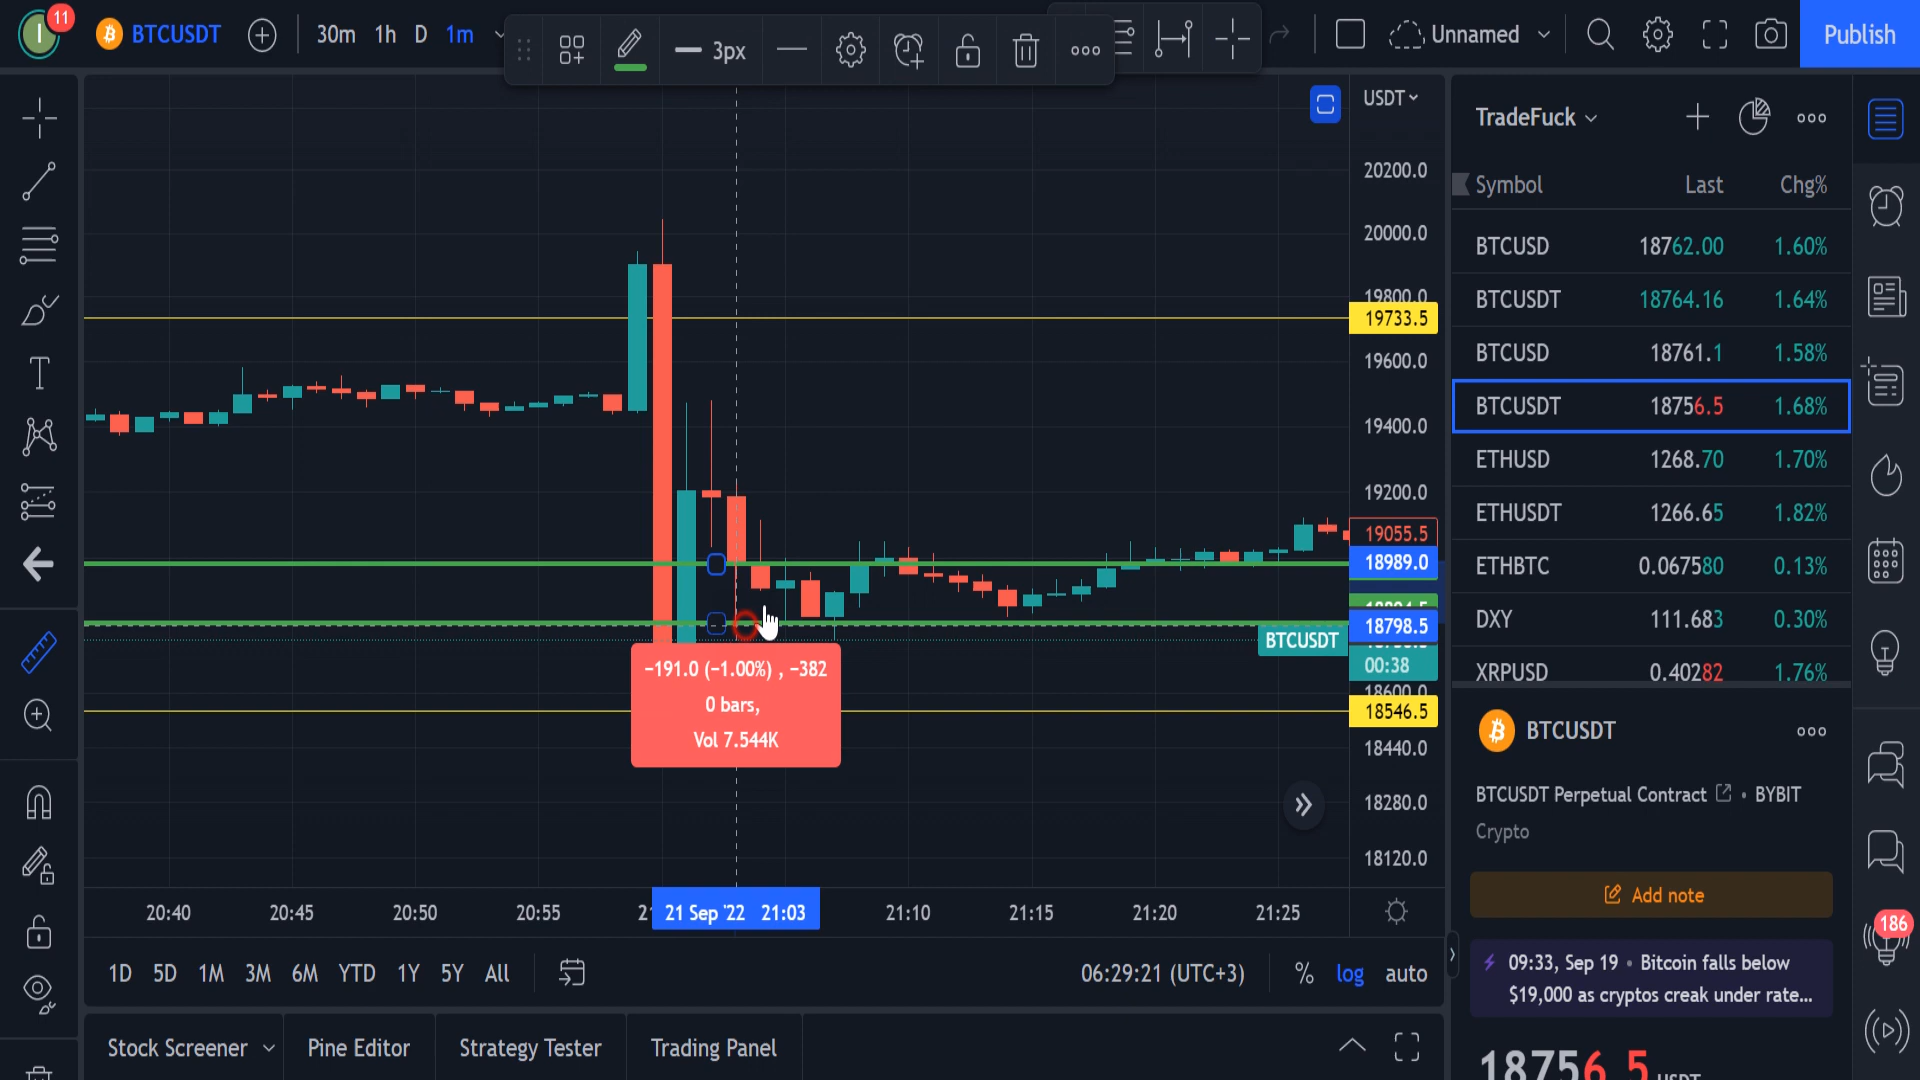 I
11
BTCUSDT
30m 1h D 1m
3px
Unnamed
Publish
USDT
20200.0
20000.0
19800.0
19733.5
19600.0
19400.0
19200.0
19055.5
18989.0
18798.5
BTCUSDT
00:38
18600.0
18546.5
18440.0
18280.0
18120.0
−191.0 (−1.00%) , −382
0 bars,
Vol 7.544K
20:40 20:45 20:50 20:55 21 Sep '22 21:03 21:10 21:15 21:20 21:25
1D 5D 1M 3M 6M YTD 1Y 5Y All
06:29:21 (UTC+3) % log auto
Stock Screener Pine Editor Strategy Tester Trading Panel
TradeFuck
Symbol Last Chg%
BTCUSD 18762.00 1.60%
BTCUSDT 18764.16 1.64%
BTCUSD 18761.1 1.58%
BTCUSDT 18756.5 1.68%
ETHUSD 1268.70 1.70%
ETHUSDT 1266.65 1.82%
ETHBTC 0.067580 0.13%
DXY 111.683 0.30%
XRPUSD 0.40282 1.76%
BTCUSDT
BTCUSDT Perpetual Contract • BYBIT
Crypto
Add note
09:33, Sep 19 • Bitcoin falls below
$19,000 as cryptos creak under rate...
18756.5 USDT
186